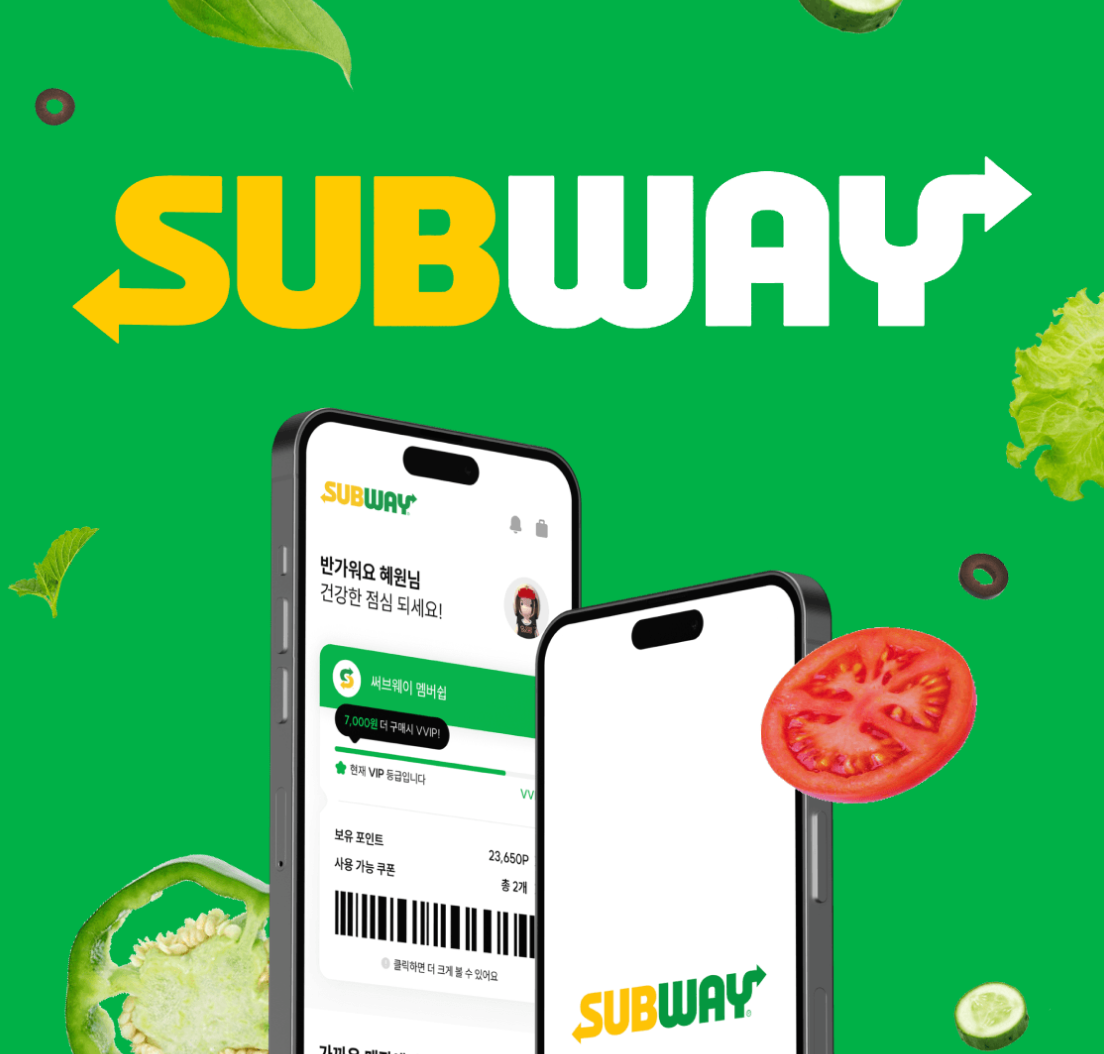 SUBWAY
SUBWAY
반가워요 혜원님
건강한 점심 되세요!
써브웨이 멤버쉽
7,000원 더 구매시 VVIP!
현재 VIP 등급입니다
보유 포인트 23,650P
사용 가능 쿠폰 총 2개
클릭하면 더 크게 볼 수 있어요
SUBWAY